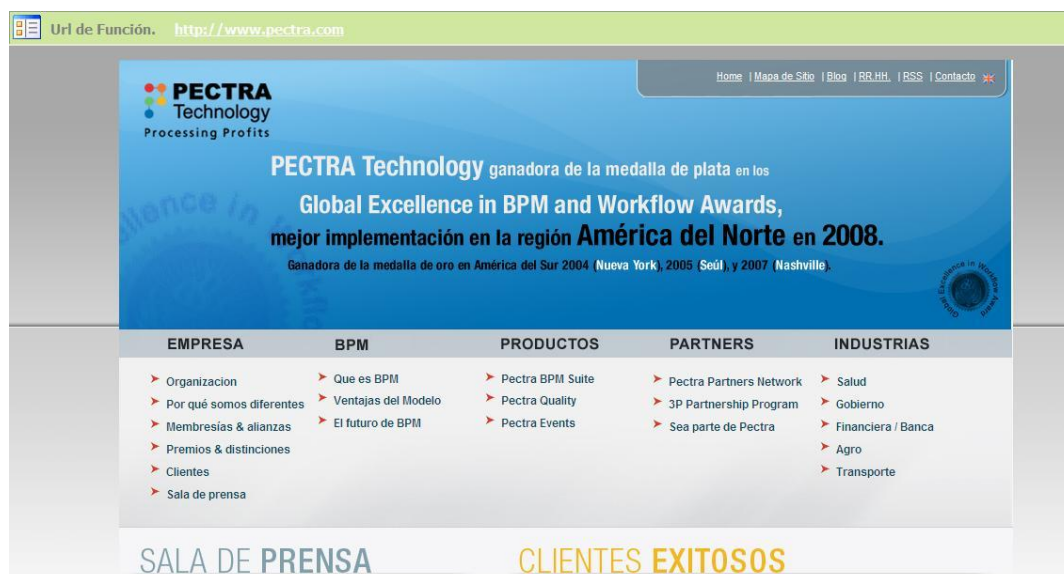 Url de Función. http://www.pectra.com
Home | Mapa de Sitio | Blog | RR.HH. | RSS | Contacto
PECTRA
Technology
Processing Profits
PECTRA Technology ganadora de la medalla de plata en los
Global Excellence in BPM and Workflow Awards,
mejor implementación en la región América del Norte en 2008.
Ganadora de la medalla de oro en América del Sur 2004 (Nueva York), 2005 (Seúl), y 2007 (Nashville).
Global Excellence in Workflow Award
EMPRESA
Organizacion
Por qué somos diferentes
Membresías & alianzas
Premios & distinciones
Clientes
Sala de prensa
BPM
Que es BPM
Ventajas del Modelo
El futuro de BPM
PRODUCTOS
Pectra BPM Suite
Pectra Quality
Pectra Events
PARTNERS
Pectra Partners Network
3P Partnership Program
Sea parte de Pectra
INDUSTRIAS
Salud
Gobierno
Financiera / Banca
Agro
Transporte
SALA DE PRENSA
CLIENTES EXITOSOS